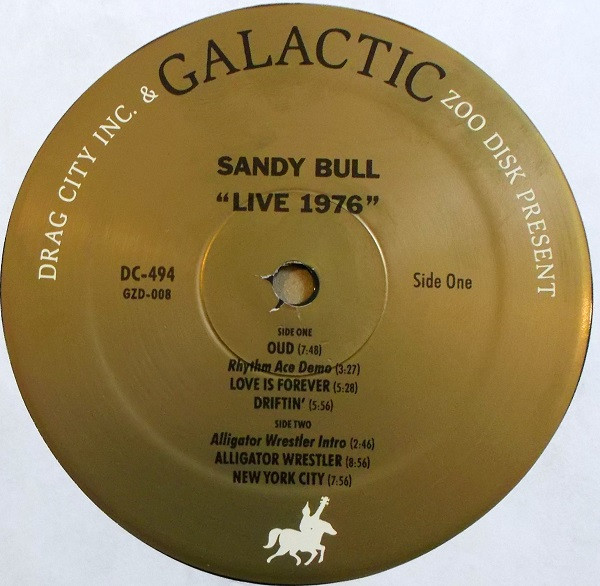 DRAG CITY INC. & GALACTIC ZOO DISK PRESENT
SANDY BULL
“LIVE 1976”
DC-494
GZD-008
Side One
SIDE ONE
OUD (7:48)
Rhythm Ace Demo (3:27)
LOVE IS FOREVER (5:28)
DRIFTIN’ (5:56)
SIDE TWO
Alligator Wrestler Intro (2:46)
ALLIGATOR WRESTLER (8:56)
NEW YORK CITY (7:56)